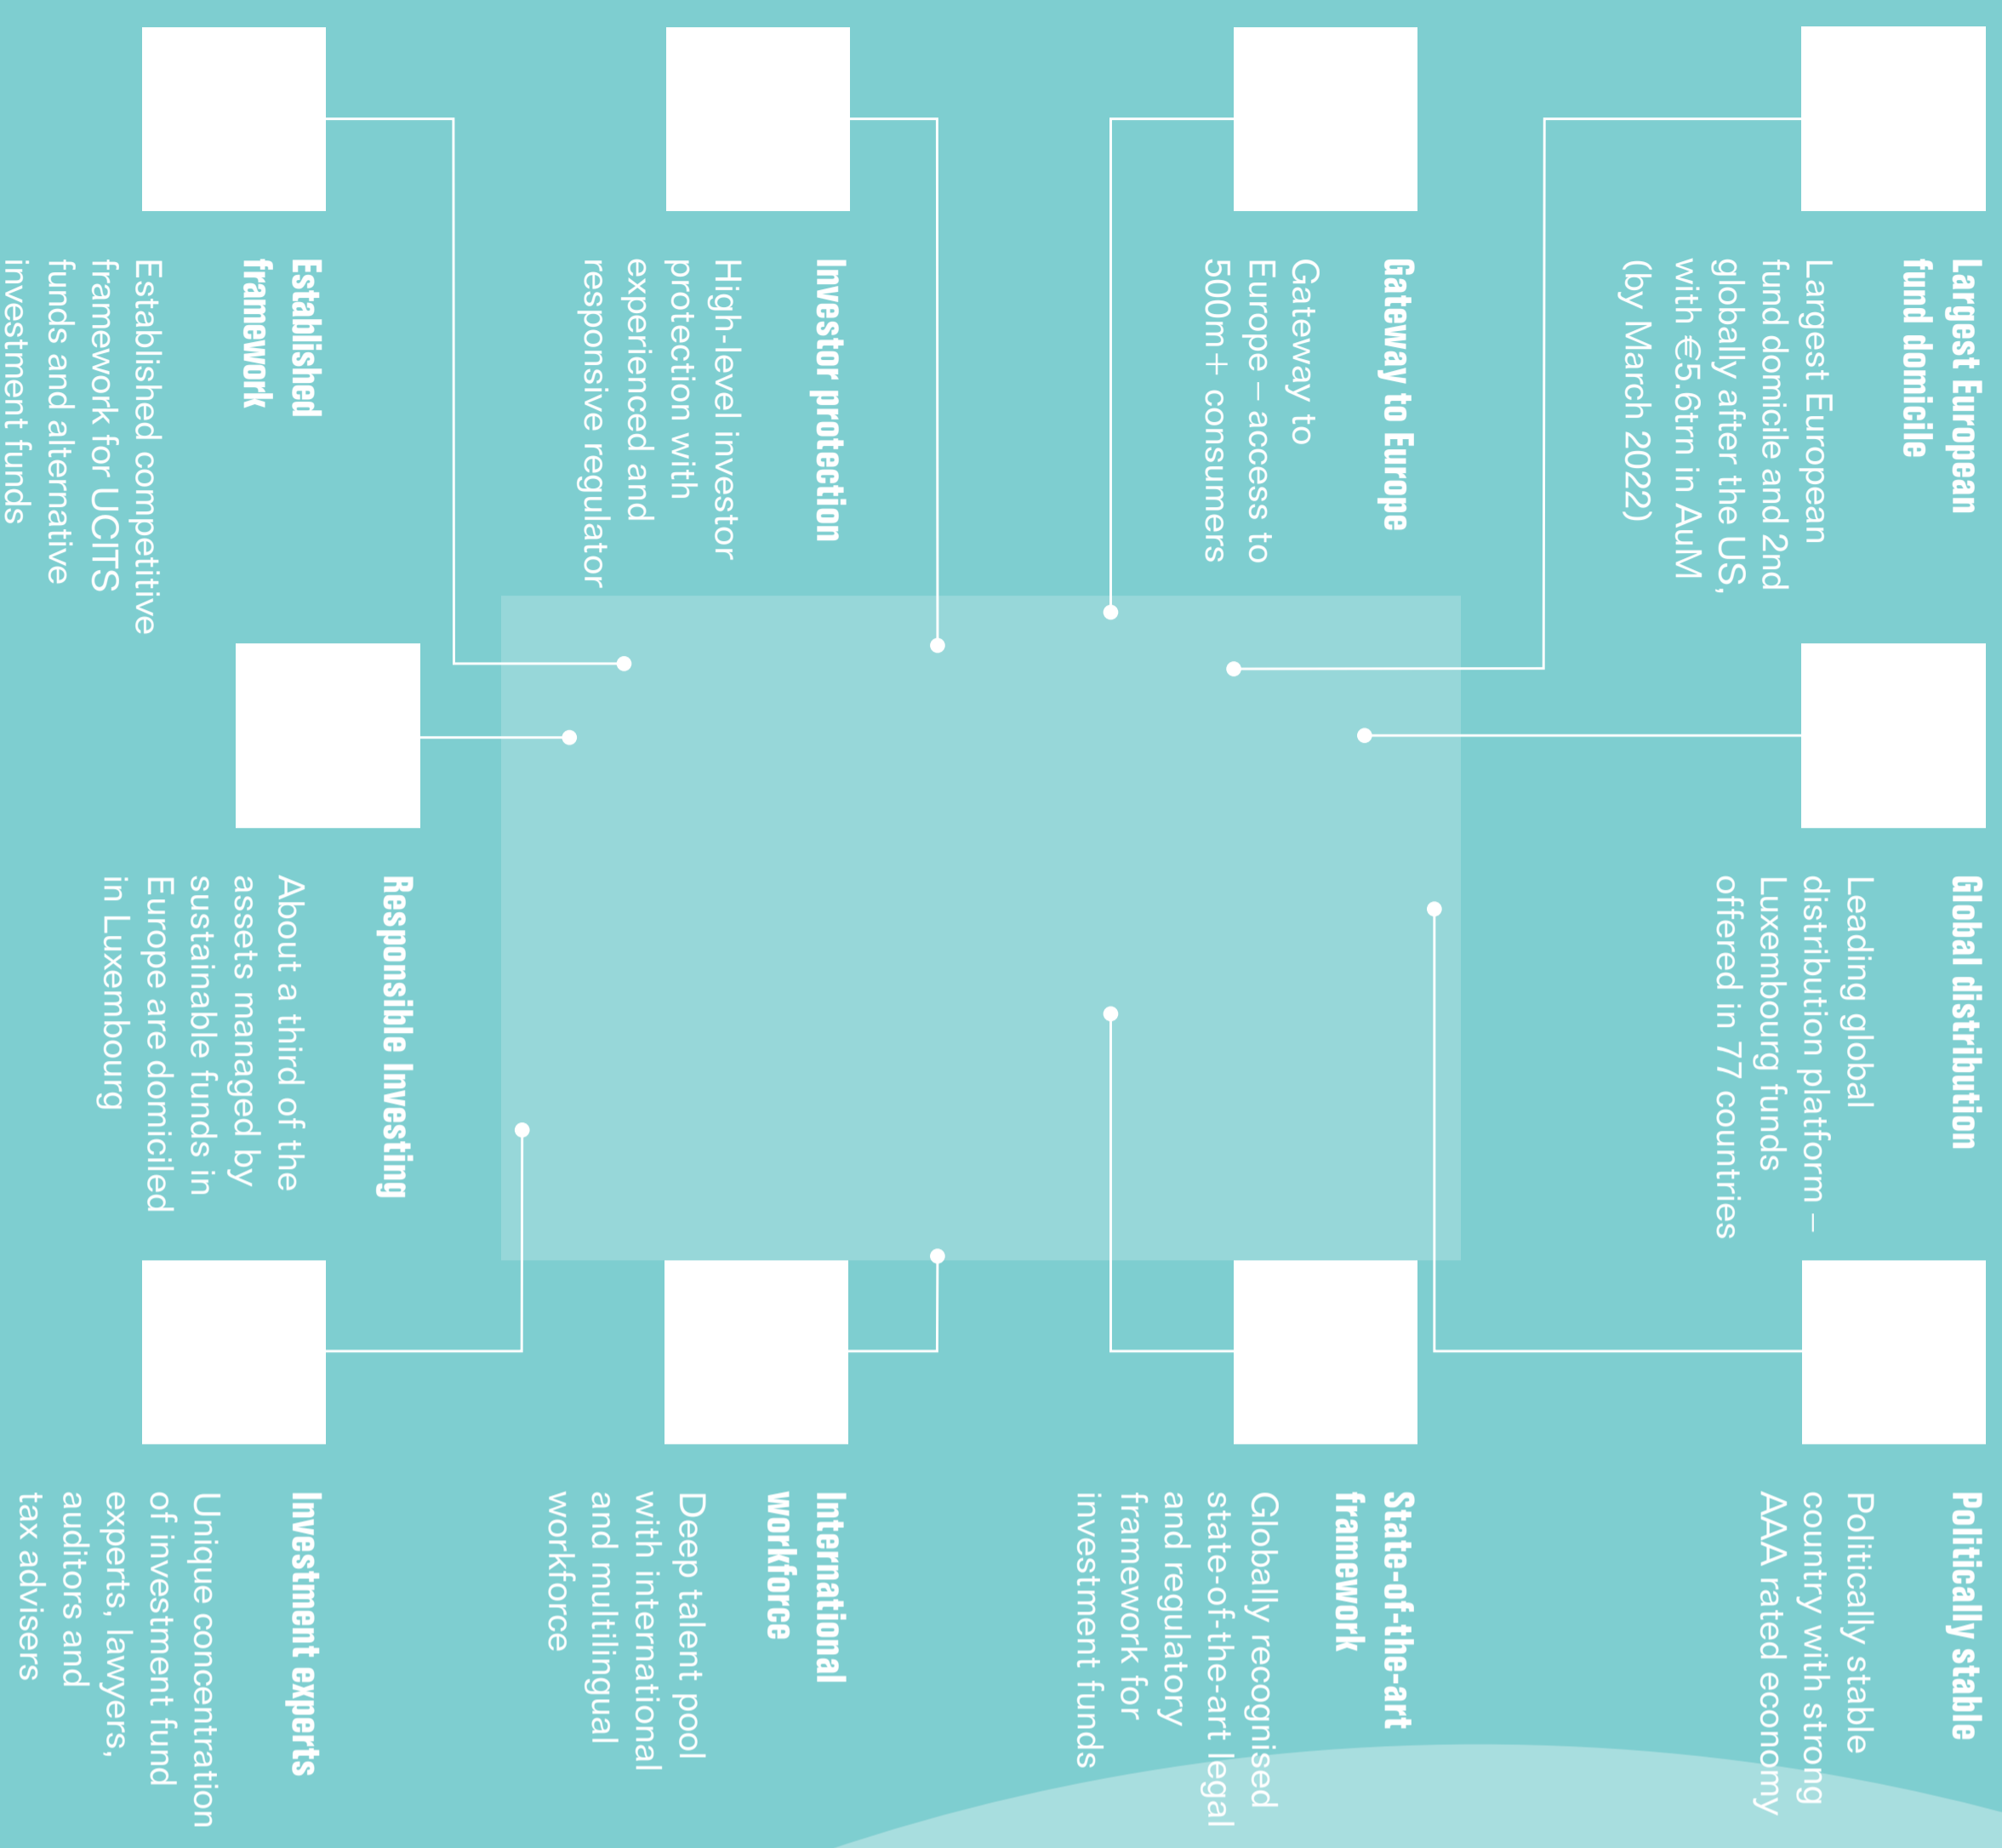 Largest European
fund domicile
Largest European
fund domicile and 2nd
globally after the US,
with €5.6trn in AuM
(by March 2022)
Global distribution
Leading global
distribution platform –
Luxembourg funds
offered in 77 countries
Politically stable
Politically stable
country with strong
AAA rated economy
Gateway to Europe
Gateway to
Europe – access to
500m+ consumers
State-of-the-art
framework
Globally recognised
state-of-the-art legal
and regulatory
framework for
investment funds
Investor protection
High-level investor
protection with
experienced and
responsive regulator
International
workforce
Deep talent pool
with international
and multilingual
workforce
Established
framework
Established competitive
framework for UCITS
funds and alternative
investment funds
Responsible Investing
About a third of the
assets managed by
sustainable funds in
Europe are domiciled
in Luxembourg
Investment experts
Unique concentration
of investment fund
experts, lawyers,
auditors and
tax advisers